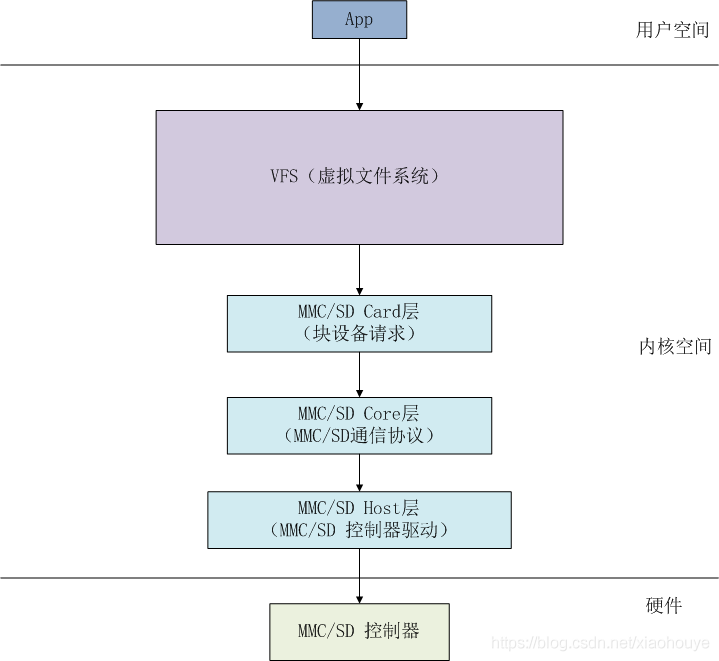 App
用户空间
VFS（虚拟文件系统）
MMC/SD Card层
（块设备请求）
内核空间
MMC/SD Core层
（MMC/SD通信协议）
MMC/SD Host层
（MMC/SD 控制器驱动）
硬件
MMC/SD 控制器
https://blog.csdn.net/xiaohouye